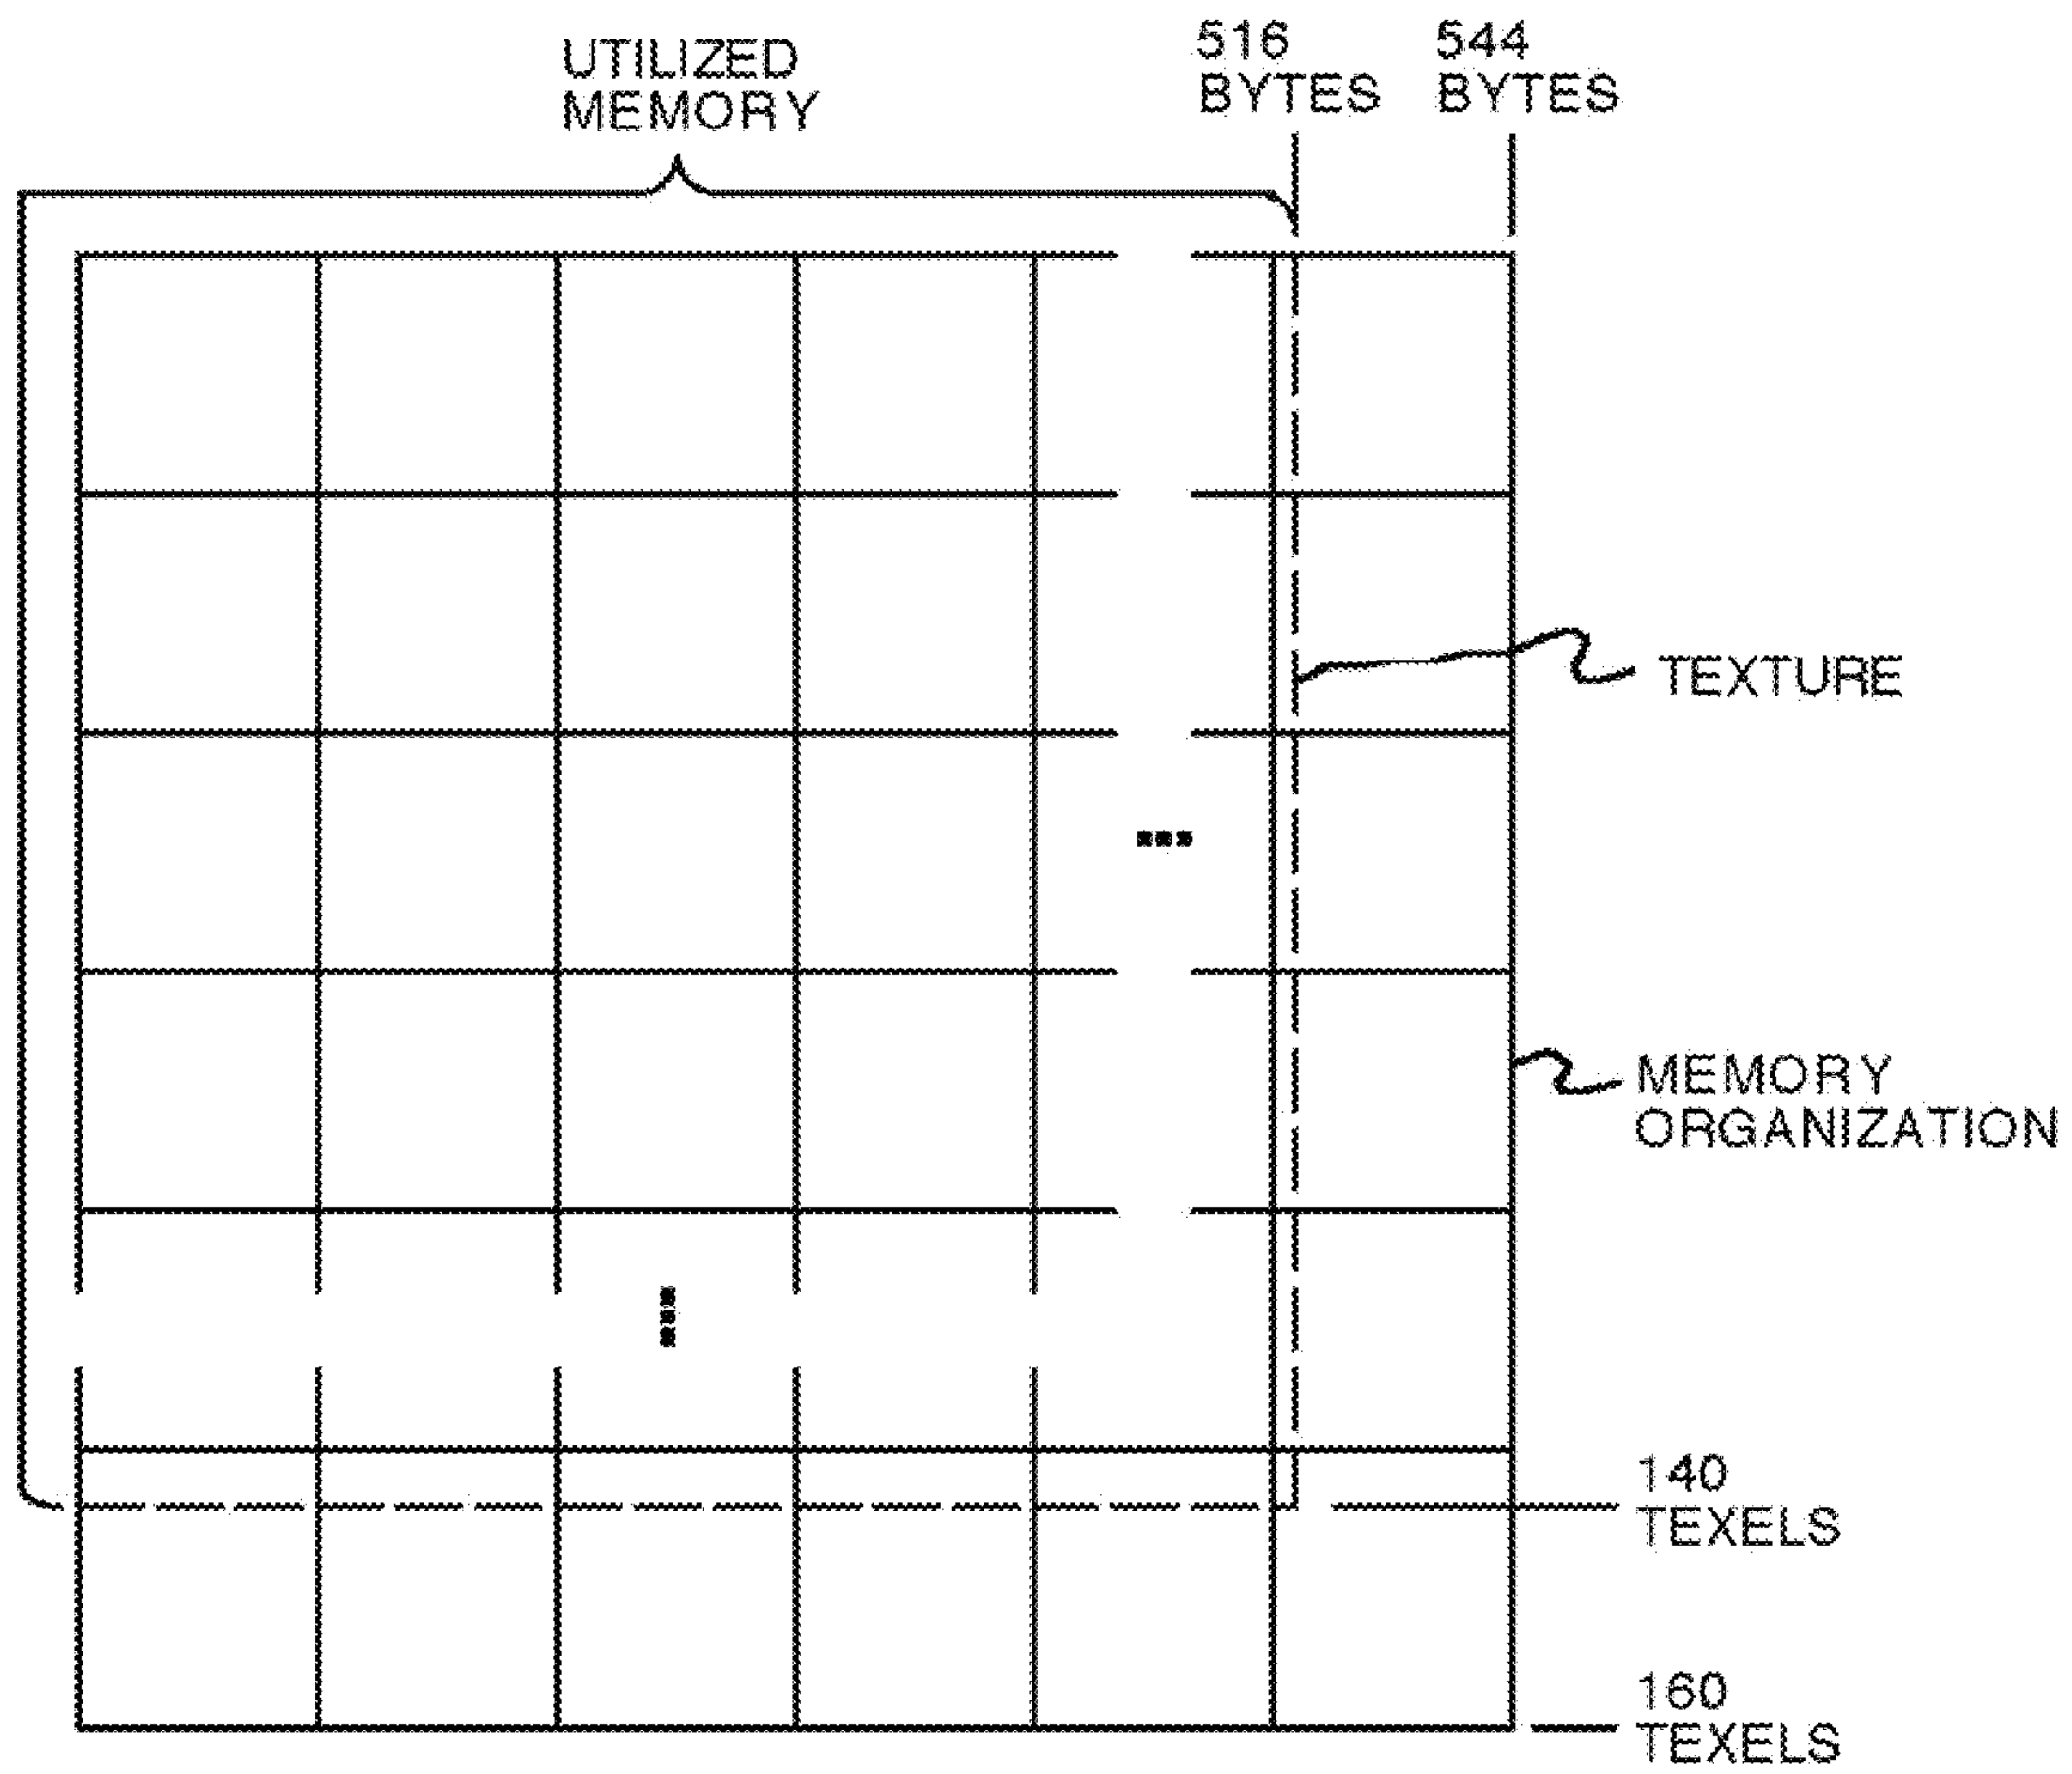 UTILIZED
MEMORY
516
BYTES
544
BYTES
TEXTURE
MEMORY
ORGANIZATION
140
TEXELS
160
TEXELS